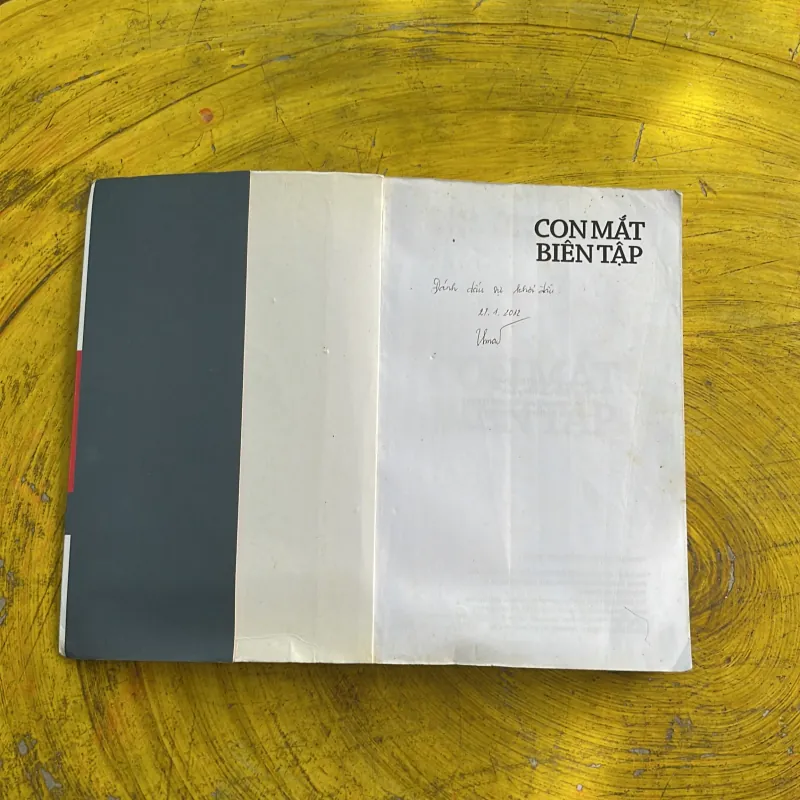 CON MẮT
BIÊN TẬP
Đánh dấu sự khởi đầu
21.1.2012